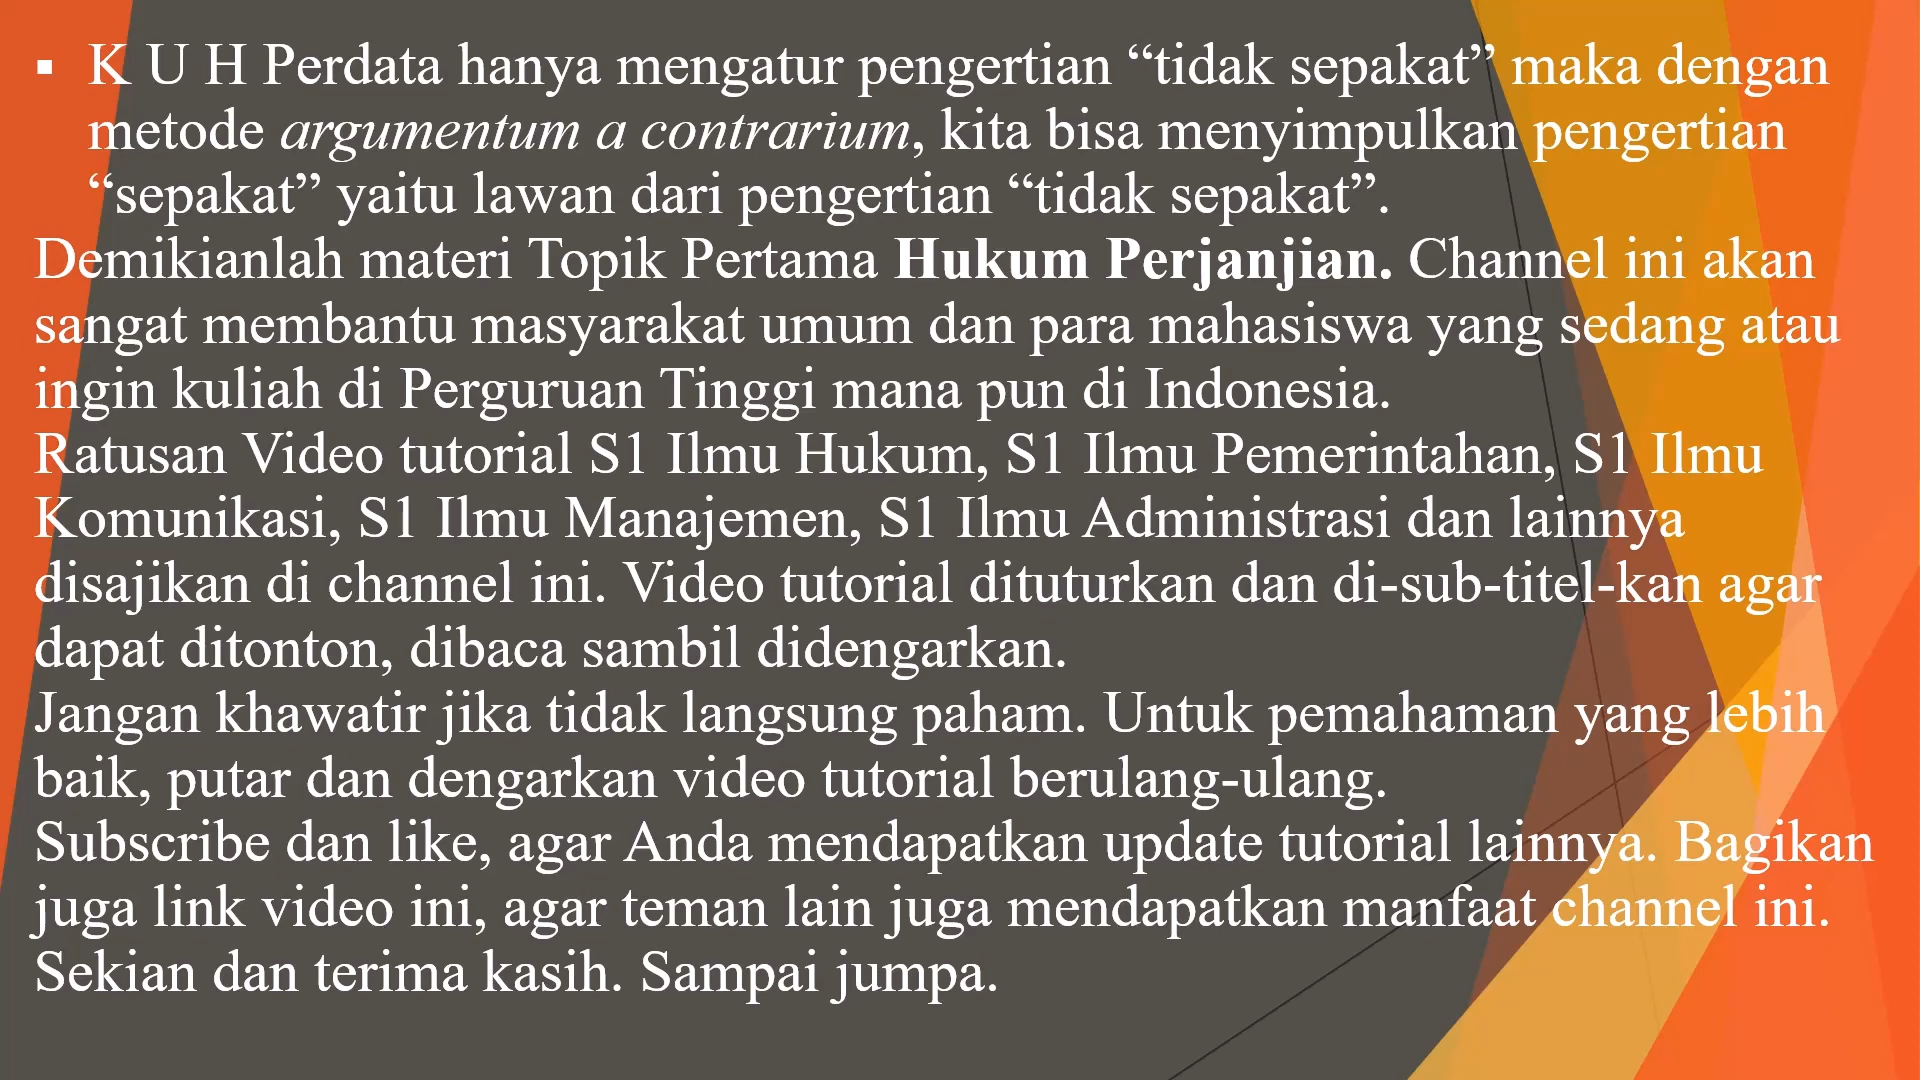 ▪ K U H Perdata hanya mengatur pengertian “tidak sepakat” maka dengan
metode argumentum a contrarium, kita bisa menyimpulkan pengertian
“sepakat” yaitu lawan dari pengertian “tidak sepakat”.
Demikianlah materi Topik Pertama Hukum Perjanjian. Channel ini akan
sangat membantu masyarakat umum dan para mahasiswa yang sedang atau
ingin kuliah di Perguruan Tinggi mana pun di Indonesia.
Ratusan Video tutorial S1 Ilmu Hukum, S1 Ilmu Pemerintahan, S1 Ilmu
Komunikasi, S1 Ilmu Manajemen, S1 Ilmu Administrasi dan lainnya
disajikan di channel ini. Video tutorial dituturkan dan di-sub-titel-kan agar
dapat ditonton, dibaca sambil didengarkan.
Jangan khawatir jika tidak langsung paham. Untuk pemahaman yang lebih
baik, putar dan dengarkan video tutorial berulang-ulang.
Subscribe dan like, agar Anda mendapatkan update tutorial lainnya. Bagikan
juga link video ini, agar teman lain juga mendapatkan manfaat channel ini.
Sekian dan terima kasih. Sampai jumpa.